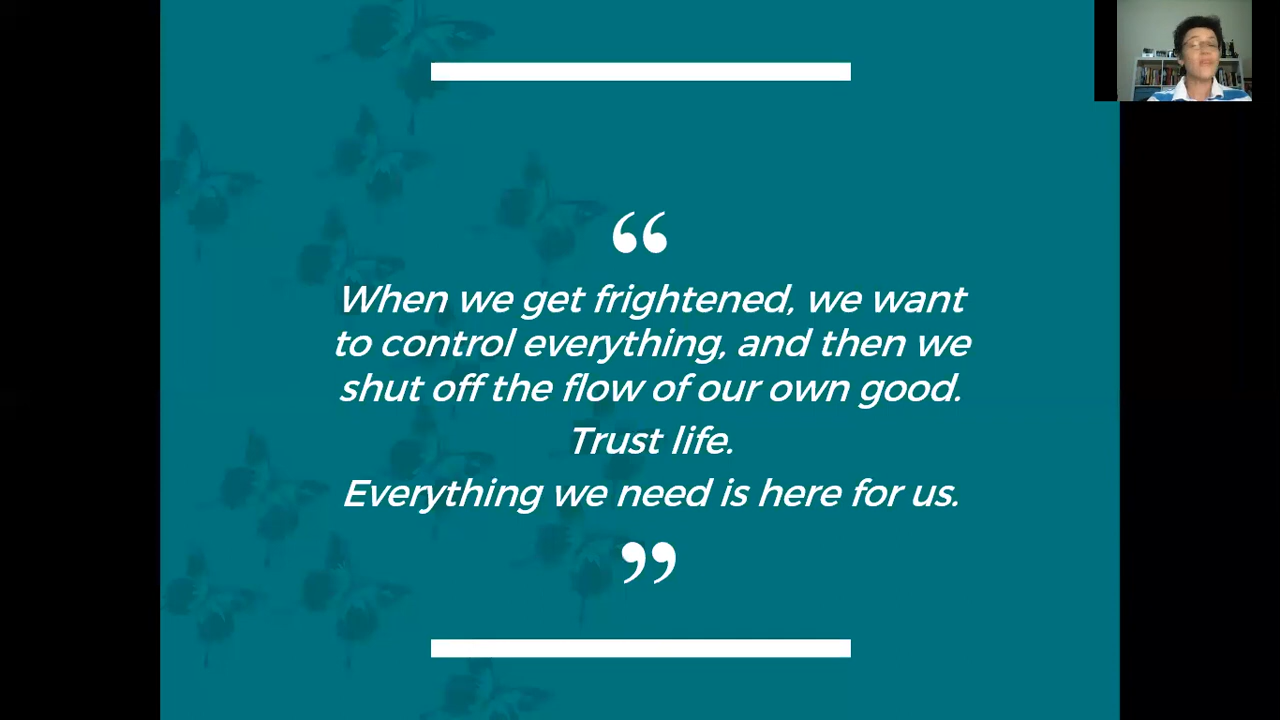 “
When we get frightened, we want
to control everything, and then we
shut off the flow of our own good.
Trust life.
Everything we need is here for us.
”